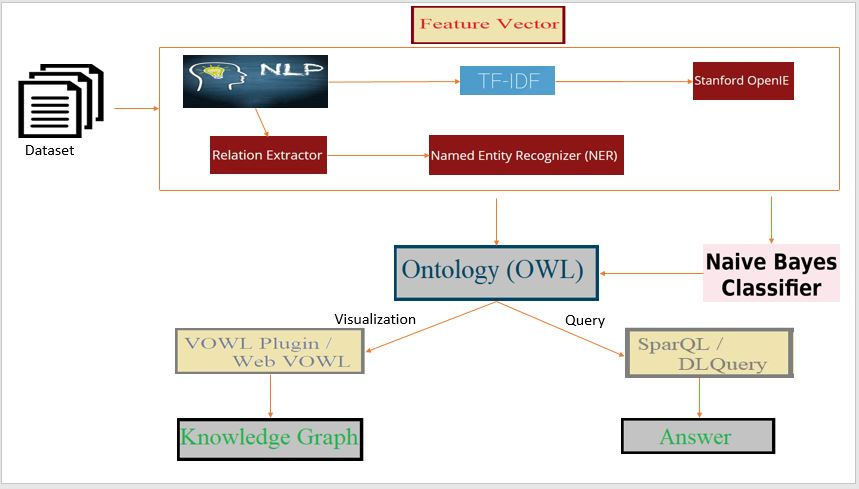 Feature Vector
NLP
TF-IDF
Stanford OpenIE
Dataset
Relation Extractor
Named Entity Recognizer (NER)
Ontology (OWL)
Naive Bayes
Classifier
Visualization
Query
VOWL Plugin /
Web VOWL
SparQL /
DLQuery
Knowledge Graph
Answer